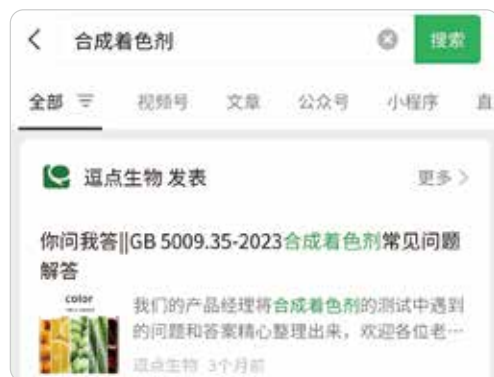 合成着色剂
搜索
全部 视频号 文章 公众号 小程序 直
逗点生物 发表
更多
你问我答||GB 5009.35-2023合成着色剂常见问题
解答
color
我们的产品经理将合成着色剂的测试中遇到
的问题和答案精心整理出来，欢迎各位老…
逗点生物 3个月前